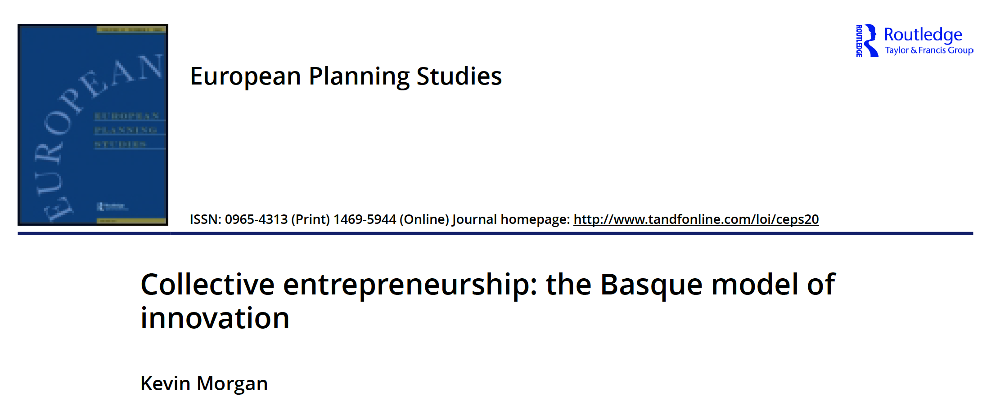 EUROPEAN
EUROPEAN
PLANNING
STUDIES
ROUTLEDGE
Routledge
Taylor & Francis Group
European Planning Studies
ISSN: 0965-4313 (Print) 1469-5944 (Online) Journal homepage: http://www.tandfonline.com/loi/ceps20
Collective entrepreneurship: the Basque model of
innovation
Kevin Morgan